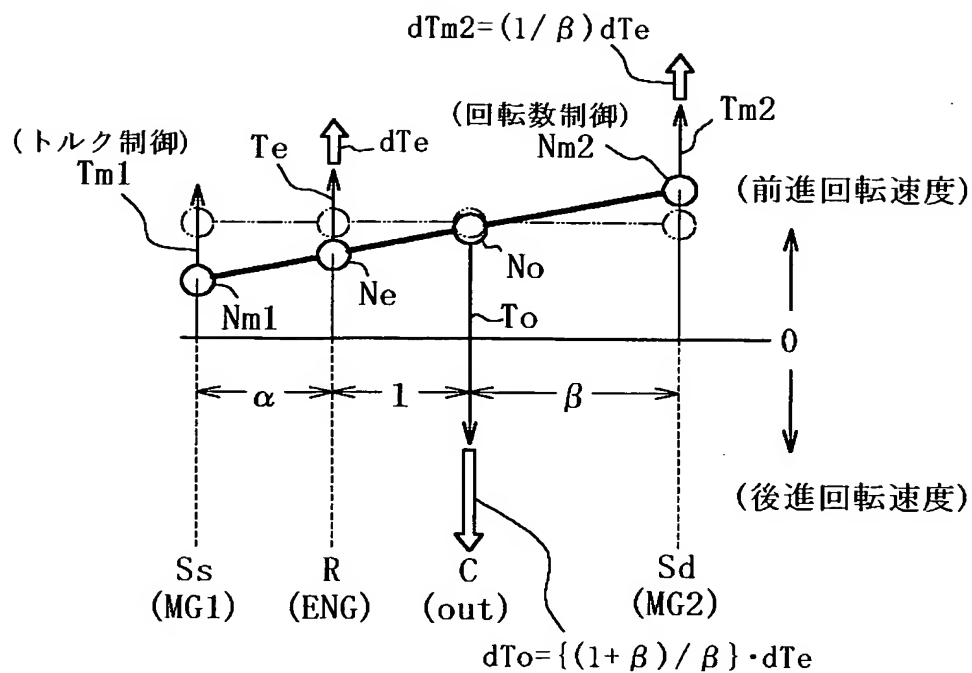 dTm2=(1/β)dTe
(トルク制御)
Tm1
Te
dTe
(回転数制御)
Nm2
Tm2
(前進回転速度)
Nm1
Ne
No
To
0
α
1
β
(後進回転速度)
Ss
(MG1)
R
(ENG)
C
(out)
Sd
(MG2)
dTo={(1+β)/β}·dTe